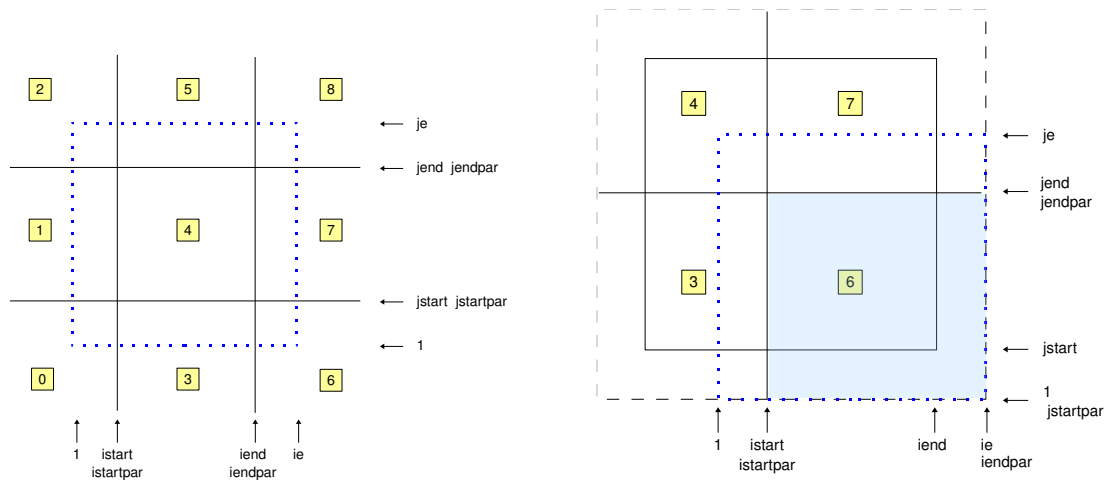 2 5 8
je
jend jendpar
1 4 7
jstart jstartpar
1
0 3 6
1 istart iend ie
istartpar iendpar
4 7
je
jend
jendpar
3 6
jstart
1
jstartpar
1 istart iend ie
istartpar iendpar